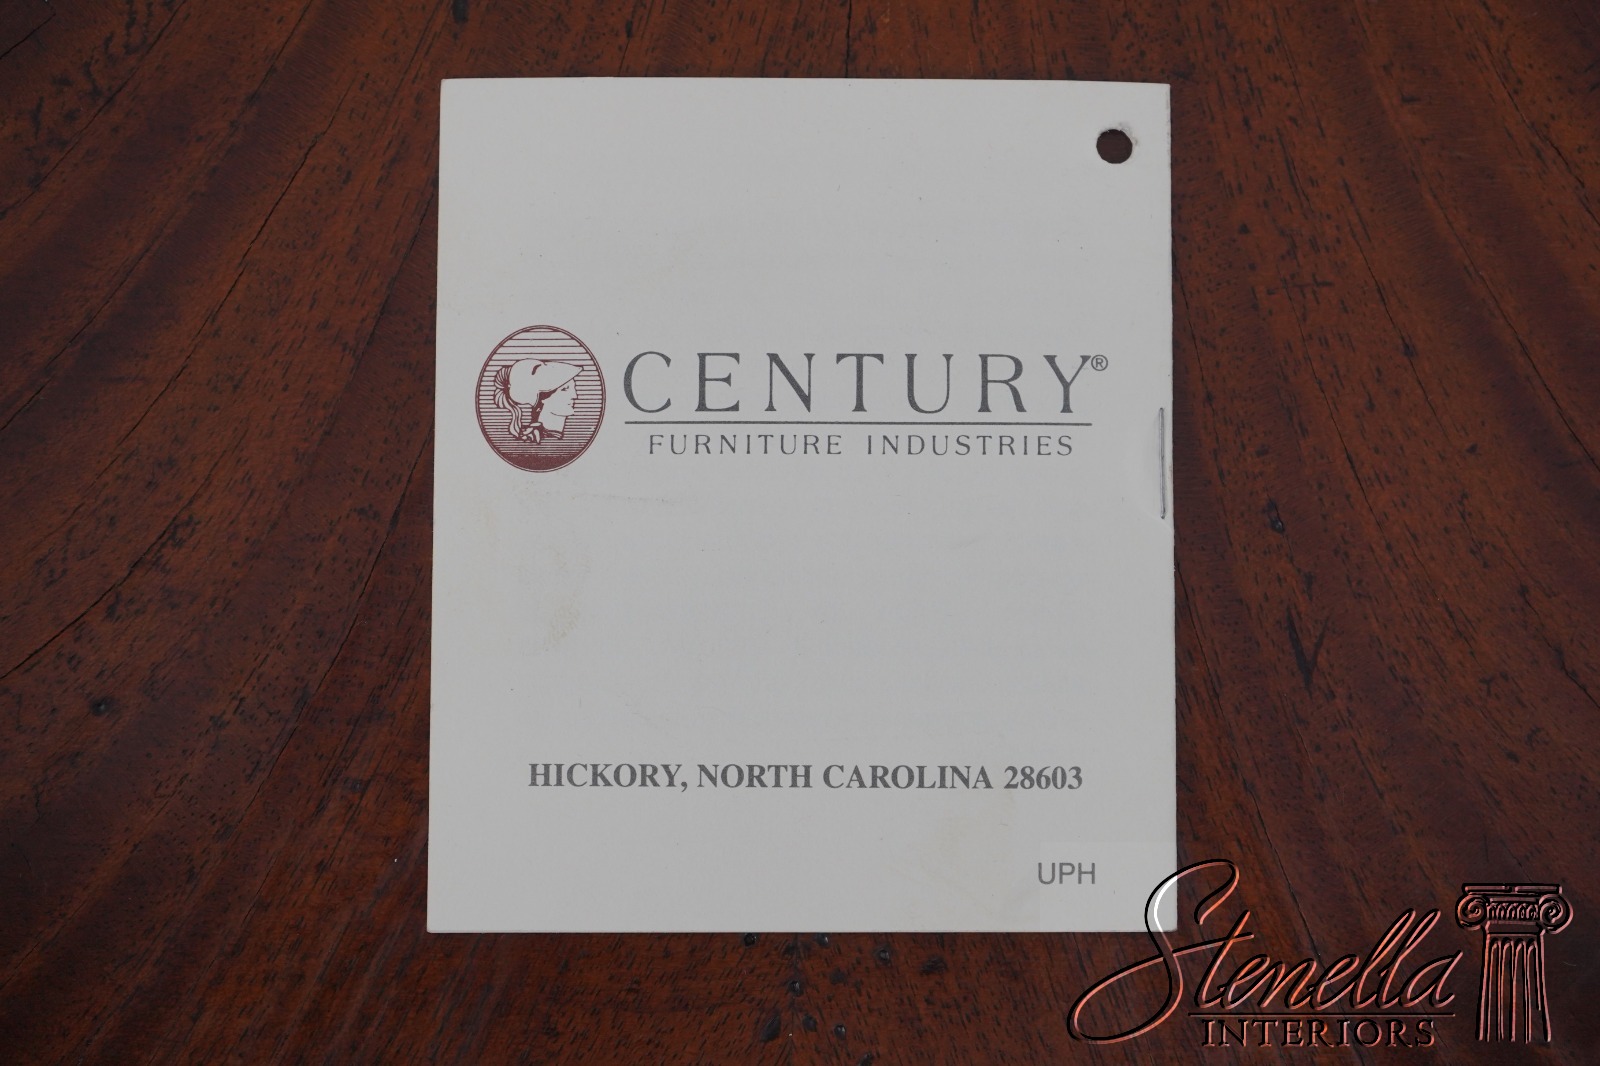 CENTURY®
FURNITURE INDUSTRIES
HICKORY, NORTH CAROLINA 28603
UPH
Stenella
INTERIORS